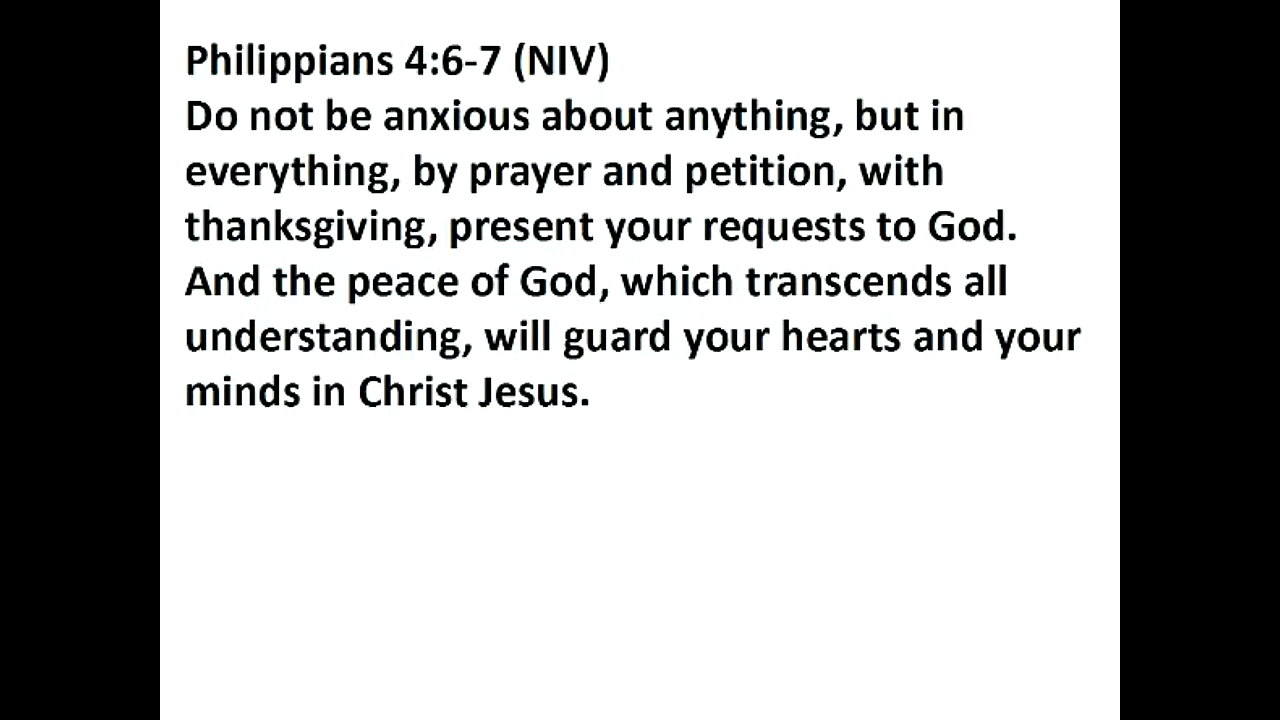 Philippians 4:6-7 (NIV)
Do not be anxious about anything, but in
everything, by prayer and petition, with
thanksgiving, present your requests to God.
And the peace of God, which transcends all
understanding, will guard your hearts and your
minds in Christ Jesus.